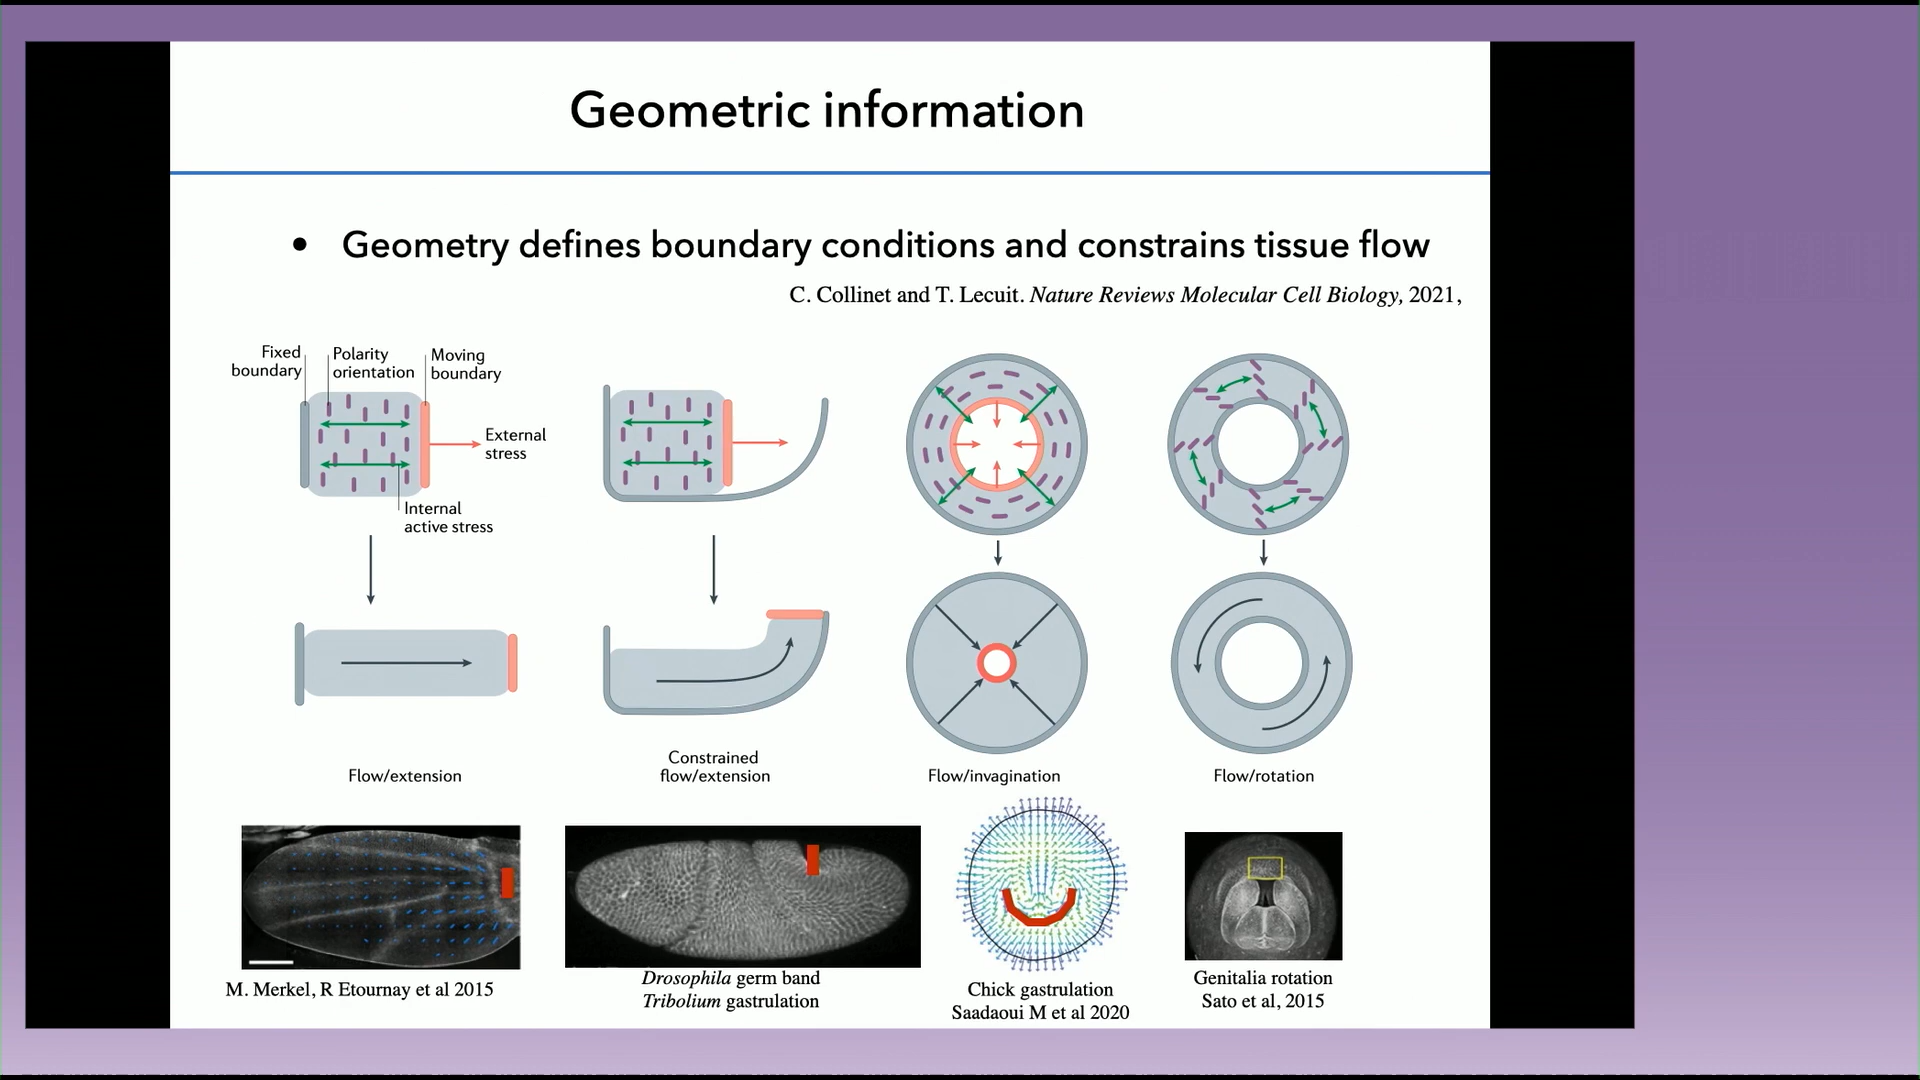 Geometric information
• Geometry defines boundary conditions and constrains tissue flow
C. Collinet and T. Lecuit. Nature Reviews Molecular Cell Biology, 2021,
Fixed
boundary
Polarity
orientation
Moving
boundary
External
stress
Internal
active stress
Flow/extension
Constrained
flow/extension
Flow/invagination
Flow/rotation
M. Merkel, R Etournay et al 2015
Drosophila germ band
Tribolium gastrulation
Chick gastrulation
Saadaoui M et al 2020
Genitalia rotation
Sato et al, 2015